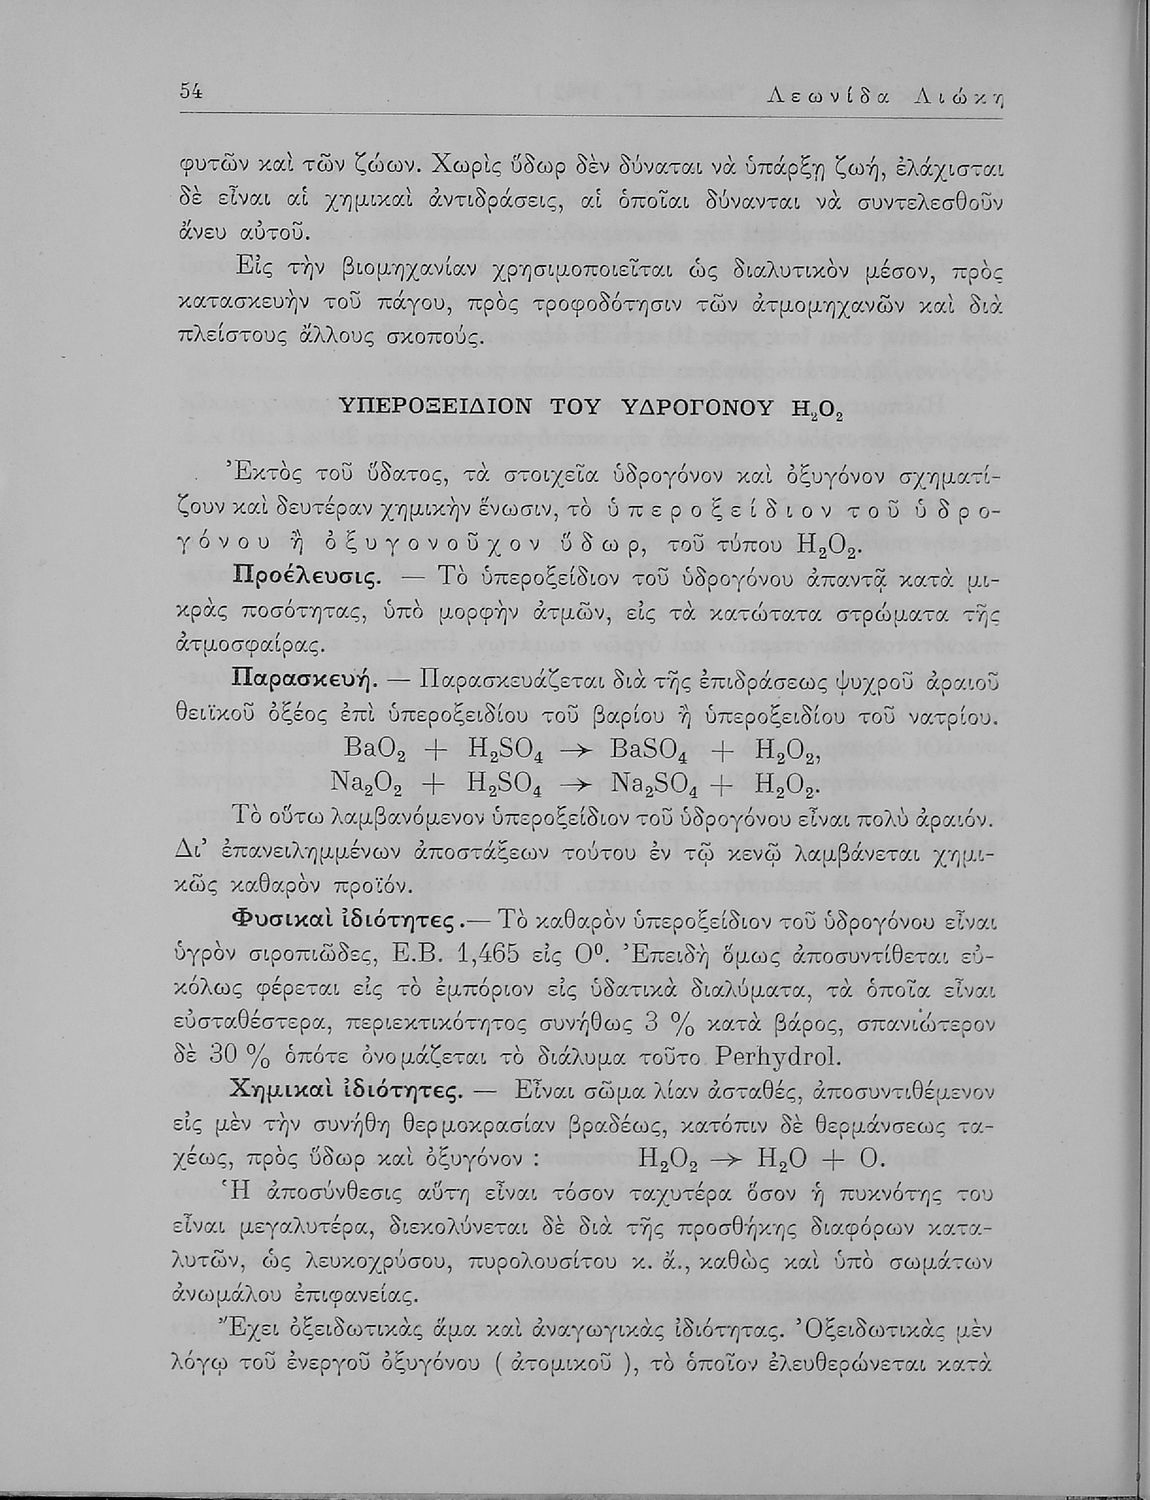 54
Λεωνίδα Λιώκη
φυτῶν καὶ τῶν ζώων. Χωρὶς ὕδωρ δὲν δύναται νὰ ὑπάρξῃ ζωή, ἐλάχισται
δὲ εἶναι αἱ χημικαὶ ἀντιδράσεις, αἱ ὁποῖαι δύνανται νὰ συντελεσθοῦν
ἄνευ αὐτοῦ.
Εἰς τὴν βιομηχανίαν χρησιμοποιεῖται ὡς διαλυτικὸν μέσον, πρὸς
κατασκευὴν τοῦ πάγου, πρὸς τροφοδότησιν τῶν ἀτμομηχανῶν καὶ διὰ
πλείστους ἄλλους σκοπούς.
ΥΠΕΡΟΞΕΙΔΙΟΝ ΤΟΥ ΥΔΡΟΓΟΝΟΥ H₂O₂
Ἐκτὸς τοῦ ὕδατος, τὰ στοιχεῖα ὑδρογόνον καὶ ὀξυγόνον σχηματί-
ζουν καὶ δευτέραν χημικὴν ἕνωσιν, τὸ ὑπεροξείδιον τοῦ ὑδρο-
γόνου ἢ ὀξυγονοῦχον ὕδωρ, τοῦ τύπου H₂O₂.
Προέλευσις. — Τὸ ὑπεροξείδιον τοῦ ὑδρογόνου ἀπαντᾷ κατὰ μι-
κρὰς ποσότητας, ὑπὸ μορφὴν ἀτμῶν, εἰς τὰ κατώτατα στρώματα τῆς
ἀτμοσφαίρας.
Παρασκευή. — Παρασκευάζεται διὰ τῆς ἐπιδράσεως ψυχροῦ ἀραιοῦ
θειϊκοῦ ὀξέος ἐπὶ ὑπεροξειδίου τοῦ βαρίου ἢ ὑπεροξειδίου τοῦ νατρίου.
BaO₂ + H₂SO₄ → BaSO₄ + H₂O₂,
Na₂O₂ + H₂SO₄ → Na₂SO₄ + H₂O₂.
Τὸ οὕτω λαμβανόμενον ὑπεροξείδιον τοῦ ὑδρογόνου εἶναι πολὺ ἀραιόν.
Δι’ ἐπανειλημμένων ἀποστάξεων τούτου ἐν τῷ κενῷ λαμβάνεται χημι-
κῶς καθαρὸν προϊόν.
Φυσικαὶ ἰδιότητες.— Τὸ καθαρὸν ὑπεροξείδιον τοῦ ὑδρογόνου εἶναι
ὑγρὸν σιροπιῶδες, Ε.Β. 1,465 εἰς 0⁰. Ἐπειδὴ ὅμως ἀποσυντίθεται εὐ-
κόλως φέρεται εἰς τὸ ἐμπόριον εἰς ὑδατικὰ διαλύματα, τὰ ὁποῖα εἶναι
εὐσταθέστερα, περιεκτικότητος συνήθως 3 % κατὰ βάρος, σπανιώτερον
δὲ 30 % ὁπότε ὀνομάζεται τὸ διάλυμα τοῦτο Perhydrol.
Χημικαὶ ἰδιότητες. — Εἶναι σῶμα λίαν ἀσταθές, ἀποσυντιθέμενον
εἰς μὲν τὴν συνήθη θερμοκρασίαν βραδέως, κατόπιν δὲ θερμάνσεως τα-
χέως, πρὸς ὕδωρ καὶ ὀξυγόνον : H₂O₂ → H₂O + O.
Ἡ ἀποσύνθεσις αὕτη εἶναι τόσον ταχυτέρα ὅσον ἡ πυκνότης του
εἶναι μεγαλυτέρα, διεκολύνεται δὲ διὰ τῆς προσθήκης διαφόρων κατα-
λυτῶν, ὡς λευκοχρύσου, πυρολουσίτου κ. ἄ., καθὼς καὶ ὑπὸ σωμάτων
ἀνωμάλου ἐπιφανείας.
Ἔχει ὀξειδωτικὰς ἅμα καὶ ἀναγωγικὰς ἰδιότητας. Ὀξειδωτικὰς μὲν
λόγῳ τοῦ ἐνεργοῦ ὀξυγόνου ( ἀτομικοῦ ), τὸ ὁποῖον ἐλευθερώνεται κατὰ